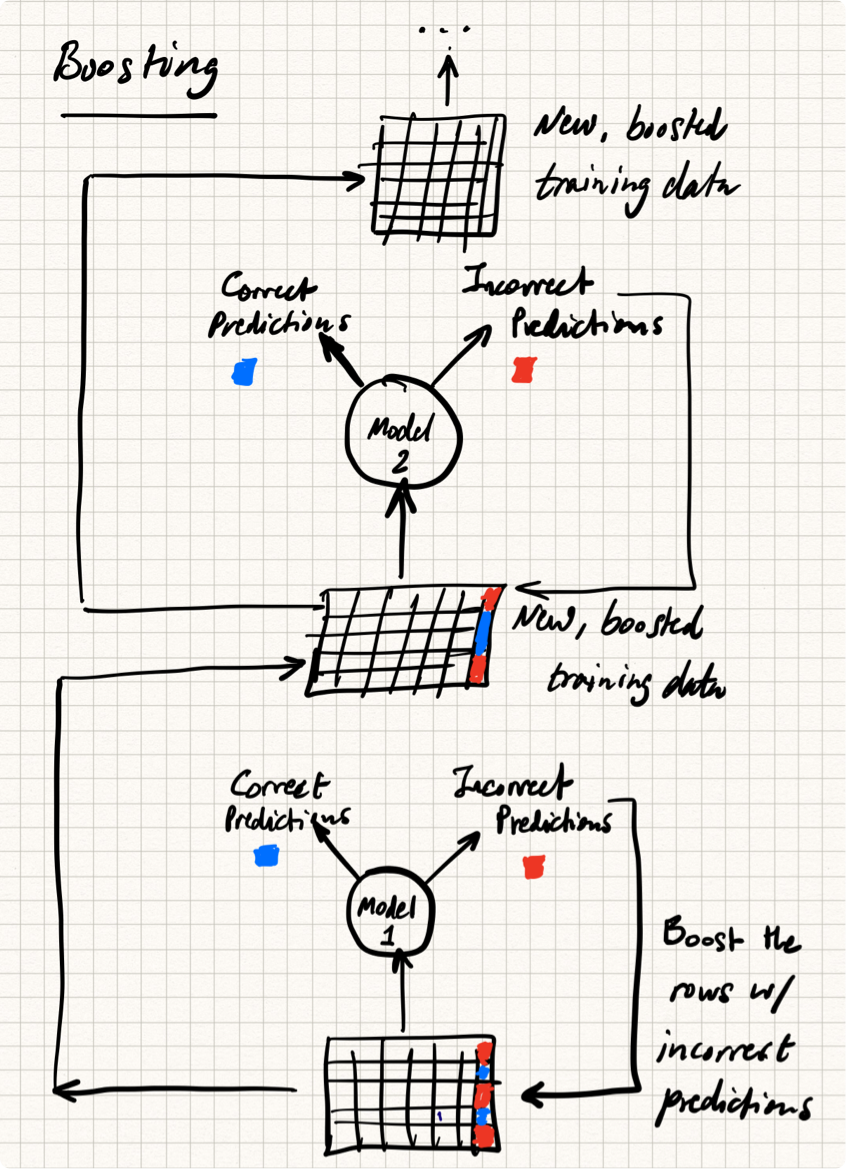 Boosting
...
New, boosted
training data
Correct
Predictions
Incorrect
Predictions
Model
2
New, boosted
training data
Correct
Predictions
Incorrect
Predictions
Model
1
Boost the
rows w/
incorrect
predictions